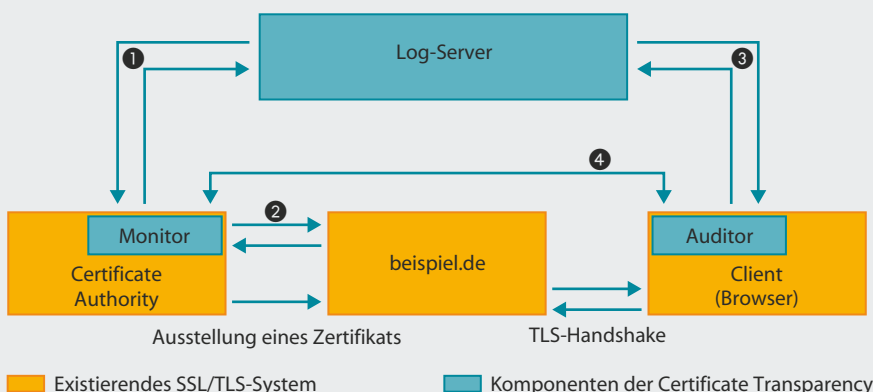 Log-Server
❶
❸
❹
❷
Monitor
Certificate
Authority
beispiel.de
Auditor
Client
(Browser)
Ausstellung eines Zertifikats
TLS-Handshake
Existierendes SSL/TLS-System
Komponenten der Certificate Transparency